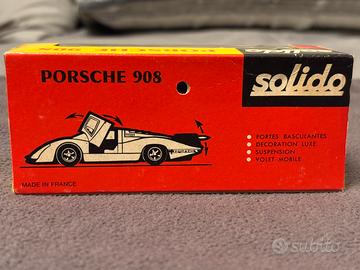 PORSCHE 908
solido
• PORTES BASCULANTES
• DECORATION LUXE
• SUSPENSION
• VOLET MOBILE
MADE IN FRANCE
subito